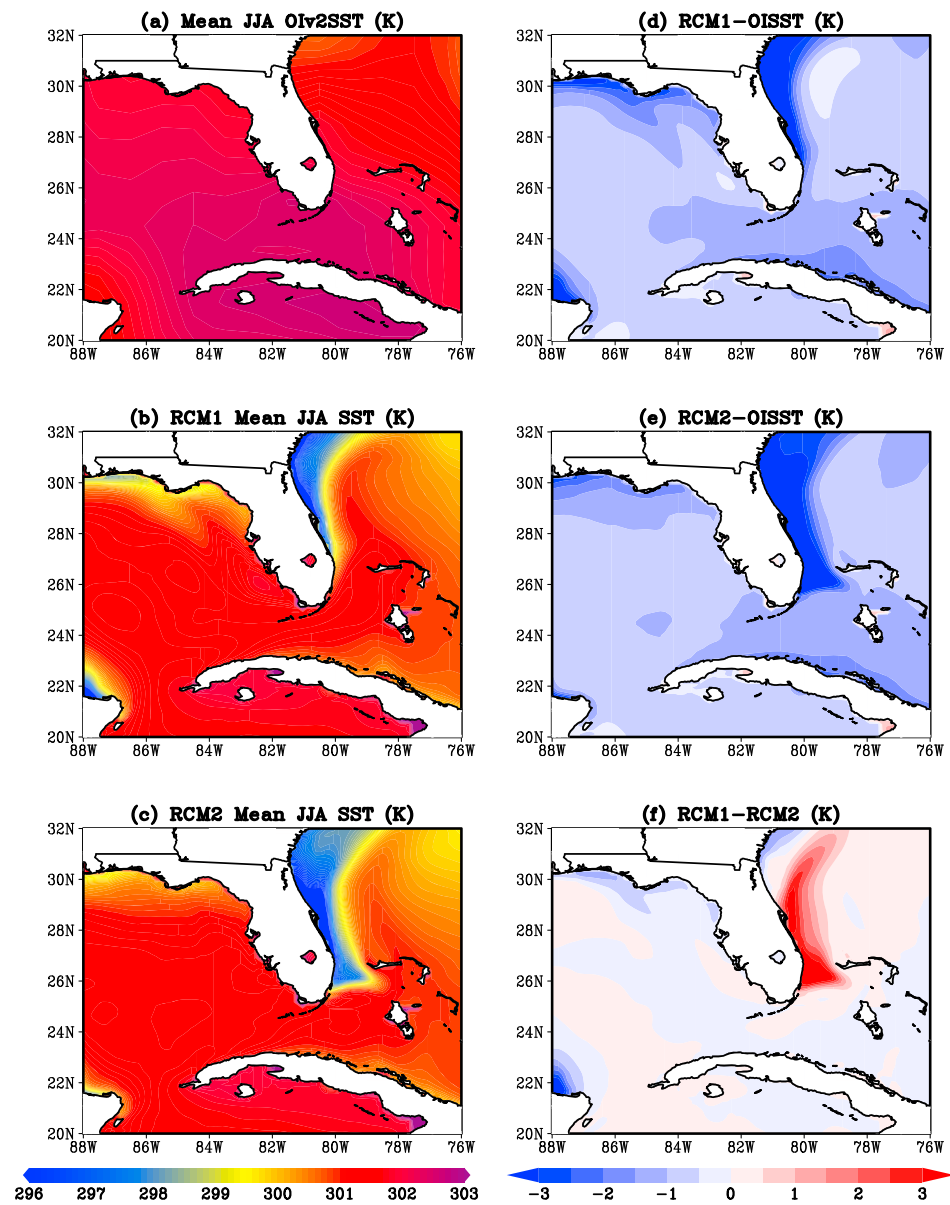 (a) Mean JJA OIv2SST (K)
32N
30N
28N
26N
24N
22N
20N
88W 86W 84W 82W 80W 78W 76W
(d) RCM1-OISST (K)
32N
30N
28N
26N
24N
22N
20N
88W 86W 84W 82W 80W 78W 76W
(b) RCM1 Mean JJA SST (K)
32N
30N
28N
26N
24N
22N
20N
88W 86W 84W 82W 80W 78W 76W
(e) RCM2-OISST (K)
32N
30N
28N
26N
24N
22N
20N
88W 86W 84W 82W 80W 78W 76W
(c) RCM2 Mean JJA SST (K)
32N
30N
28N
26N
24N
22N
20N
88W 86W 84W 82W 80W 78W 76W
(f) RCM1-RCM2 (K)
32N
30N
28N
26N
24N
22N
20N
88W 86W 84W 82W 80W 78W 76W
296 297 298 299 300 301 302 303
-3 -2 -1 0 1 2 3